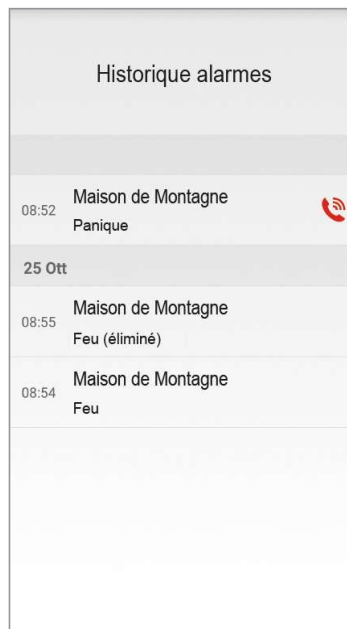 Historique alarmes
08:52
Maison de Montagne
Panique
25 Ott
08:55
Maison de Montagne
Feu (éliminé)
08:54
Maison de Montagne
Feu